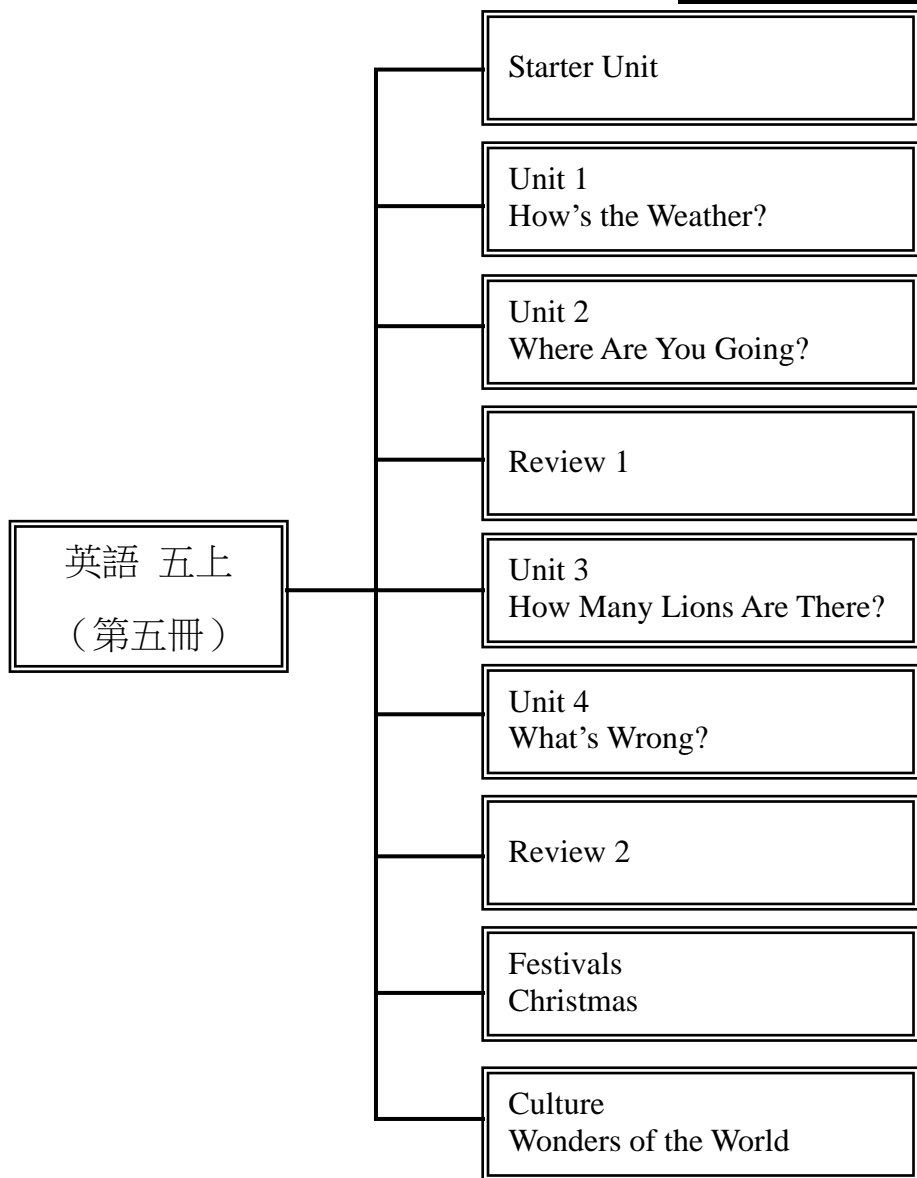 Starter Unit
Unit 1
How's the Weather?
Unit 2
Where Are You Going?
Review 1
英語 五上
（第五冊）
Unit 3
How Many Lions Are There?
Unit 4
What's Wrong?
Review 2
Festivals
Christmas
Culture
Wonders of the World